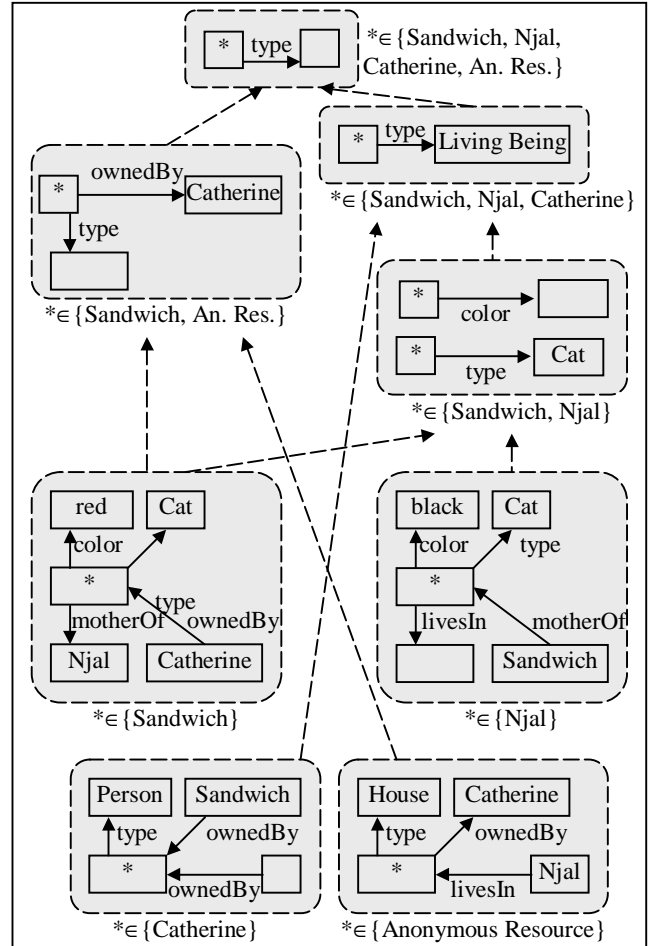 * type
*∈{Sandwich, Njal,
Catherine, An. Res.}
* type Living Being
*∈{Sandwich, Njal, Catherine}
ownedBy
* Catherine
type
*∈{Sandwich, An. Res.}
*
color
* Cat
type
*∈{Sandwich, Njal}
red Cat
color
*
type
motherOf ownedBy
Njal Catherine
*∈{Sandwich}
black Cat
color type
*
livesIn motherOf
Sandwich
*∈{Njal}
Person Sandwich
type ownedBy
*
ownedBy
*∈{Catherine}
House Catherine
type ownedBy
* Njal
livesIn
*∈{Anonymous Resource}